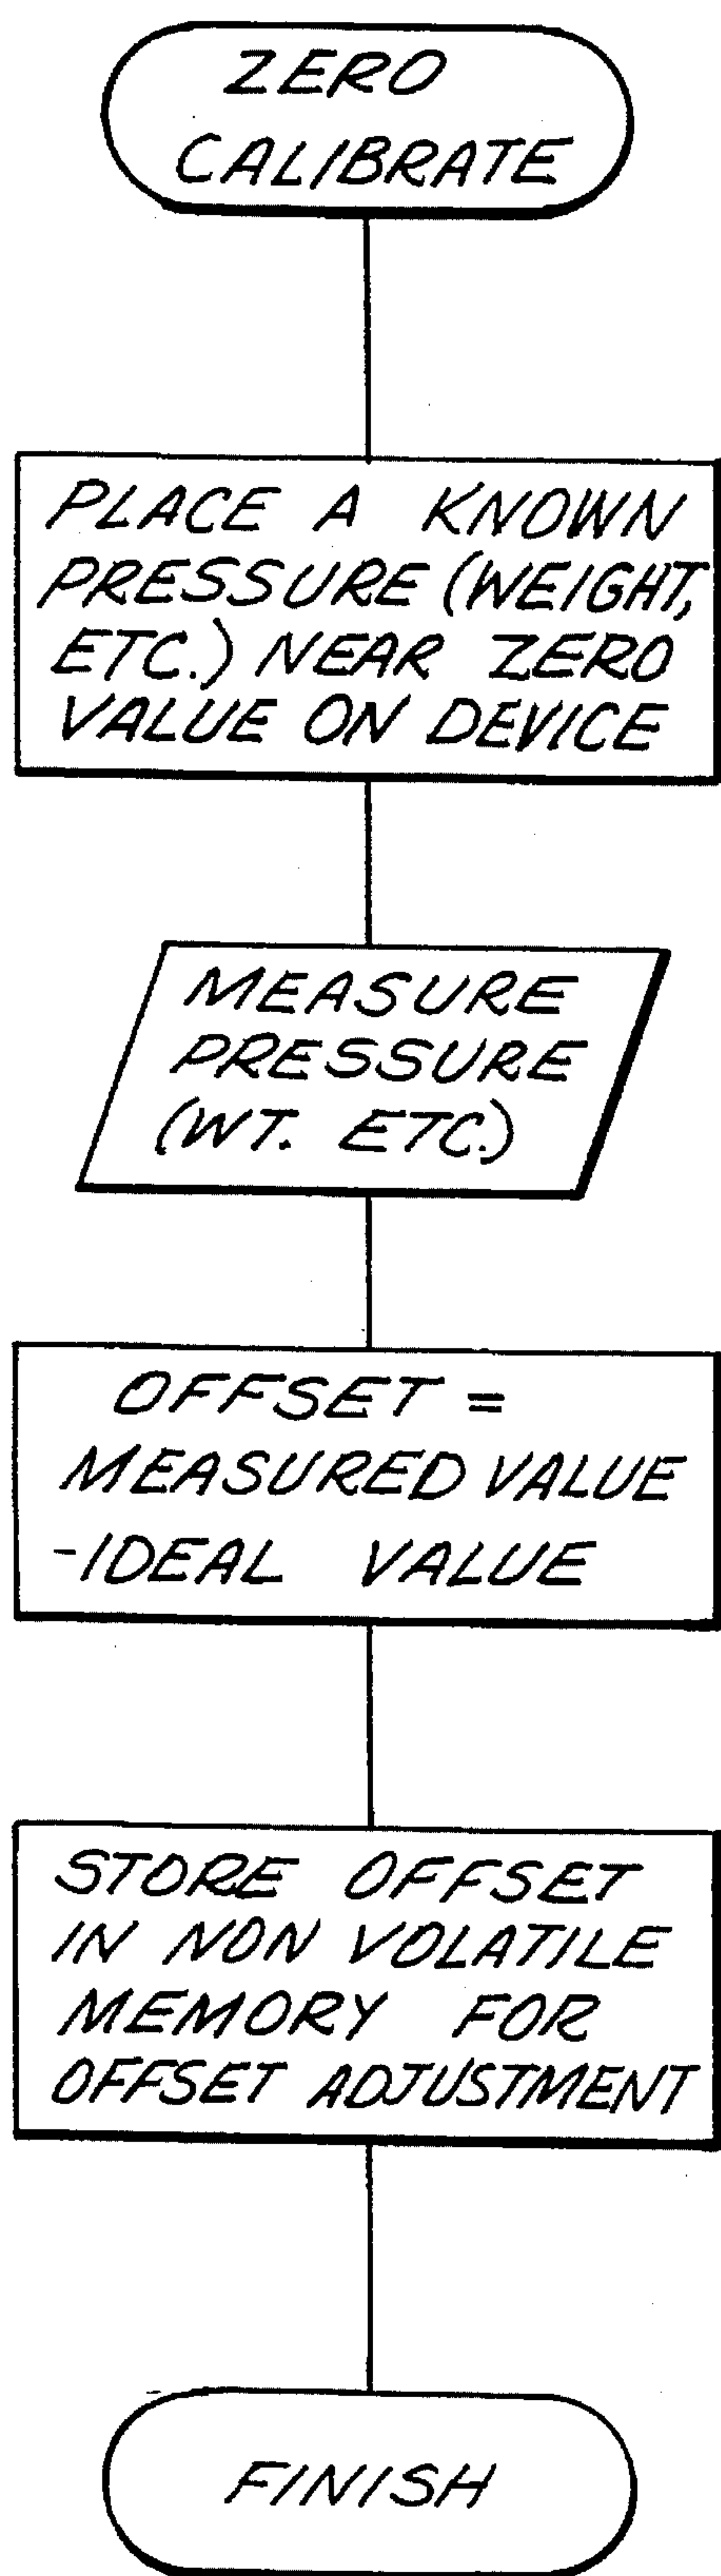 ZERO
CALIBRATE
PLACE A KNOWN
PRESSURE (WEIGHT,
ETC.) NEAR ZERO
VALUE ON DEVICE
MEASURE
PRESSURE
(WT. ETC.)
OFFSET =
MEASURED VALUE
-IDEAL VALUE
STORE OFFSET
IN NON VOLATILE
MEMORY FOR
OFFSET ADJUSTMENT
FINISH